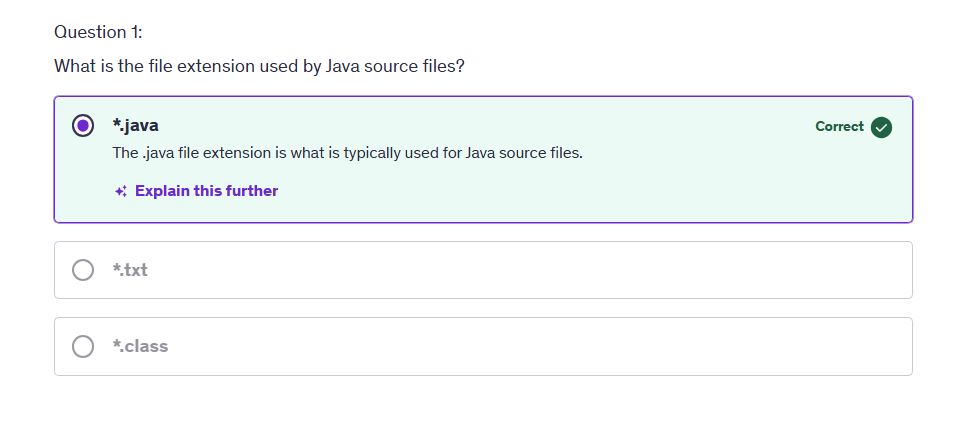 Question 1:
What is the file extension used by Java source files?
*.java
Correct
The .java file extension is what is typically used for Java source files.
Explain this further
*.txt
*.class